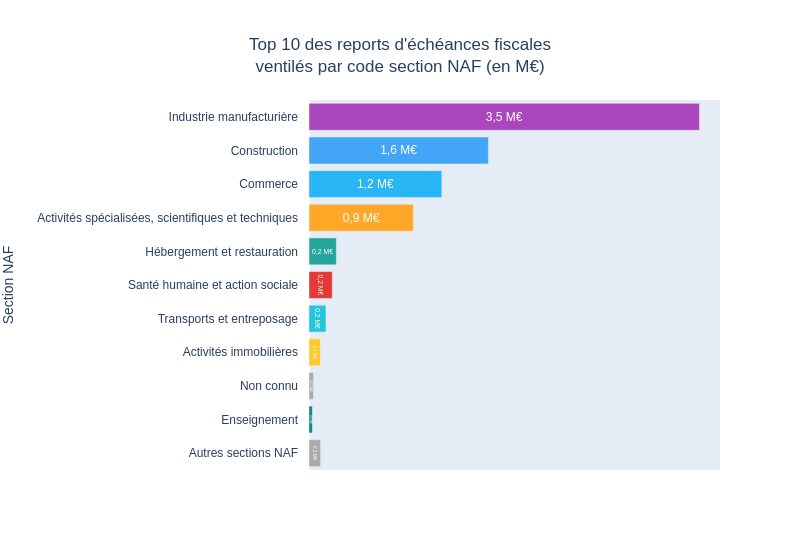 Top 10 des reports d'échéances fiscales
ventilés par code section NAF (en M€)
Section NAF
Industrie manufacturière
3,5 M€
Construction
1,6 M€
Commerce
1,2 M€
Activités spécialisées, scientifiques et techniques
0,9 M€
Hébergement et restauration
0,2 M€
Santé humaine et action sociale
0,2 M€
Transports et entreposage
0,2 M€
Activités immobilières
Non connu
Enseignement
Autres sections NAF
0,1 M€